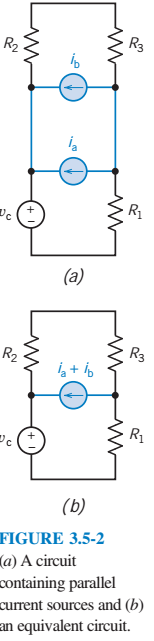 R2
R3
ib
ia
vc
+
−
R1
(a)
R2
R3
ia + ib
vc
+
−
R1
(b)
FIGURE 3.5-2
(a) A circuit
containing parallel
current sources and (b)
an equivalent circuit.